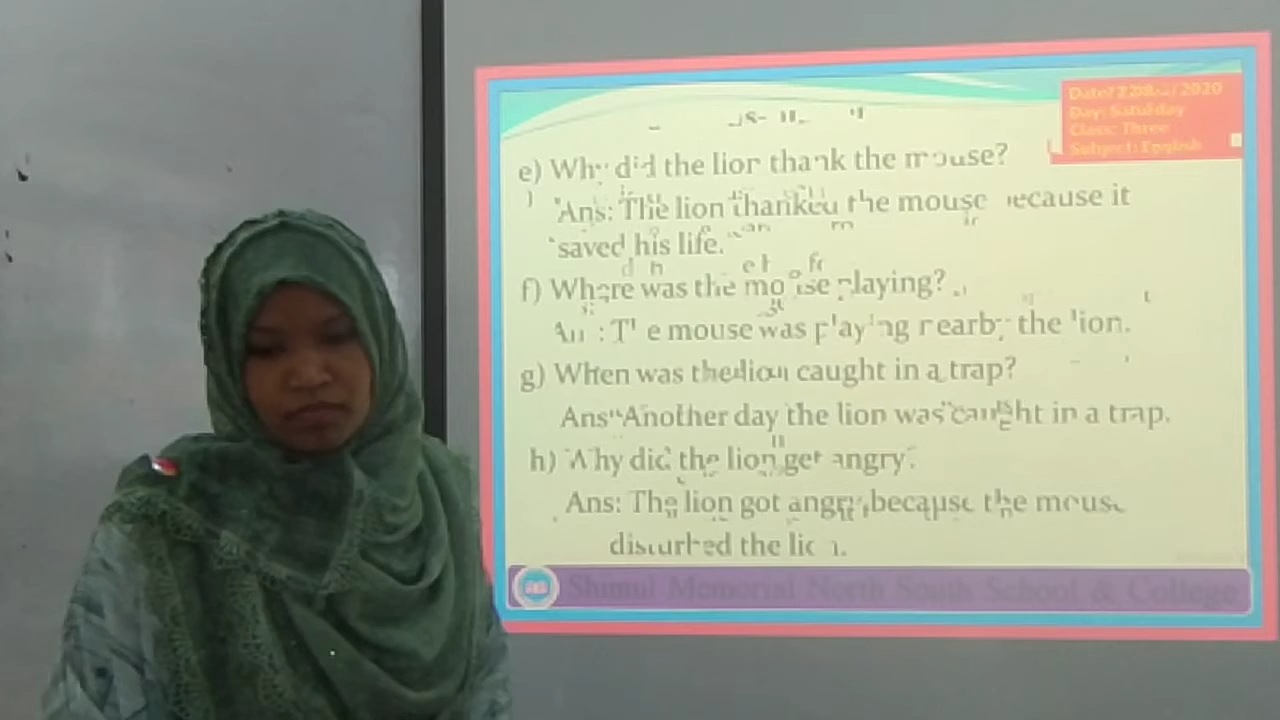 Day: Saturday
Class: Three
Subject: English
e) Why did the lion thank the mouse?
Ans: The lion thanked the mouse because it
saved his life.
f) Where was the mouse playing?
Ans: The mouse was playing nearby the lion.
g) When was the lion caught in a trap?
Ans: Another day the lion was caught in a trap.
h) Why did the lion get angry?
Ans: The lion got angry because the mouse
disturbed the lion.
Shimul Memorial North South School & College